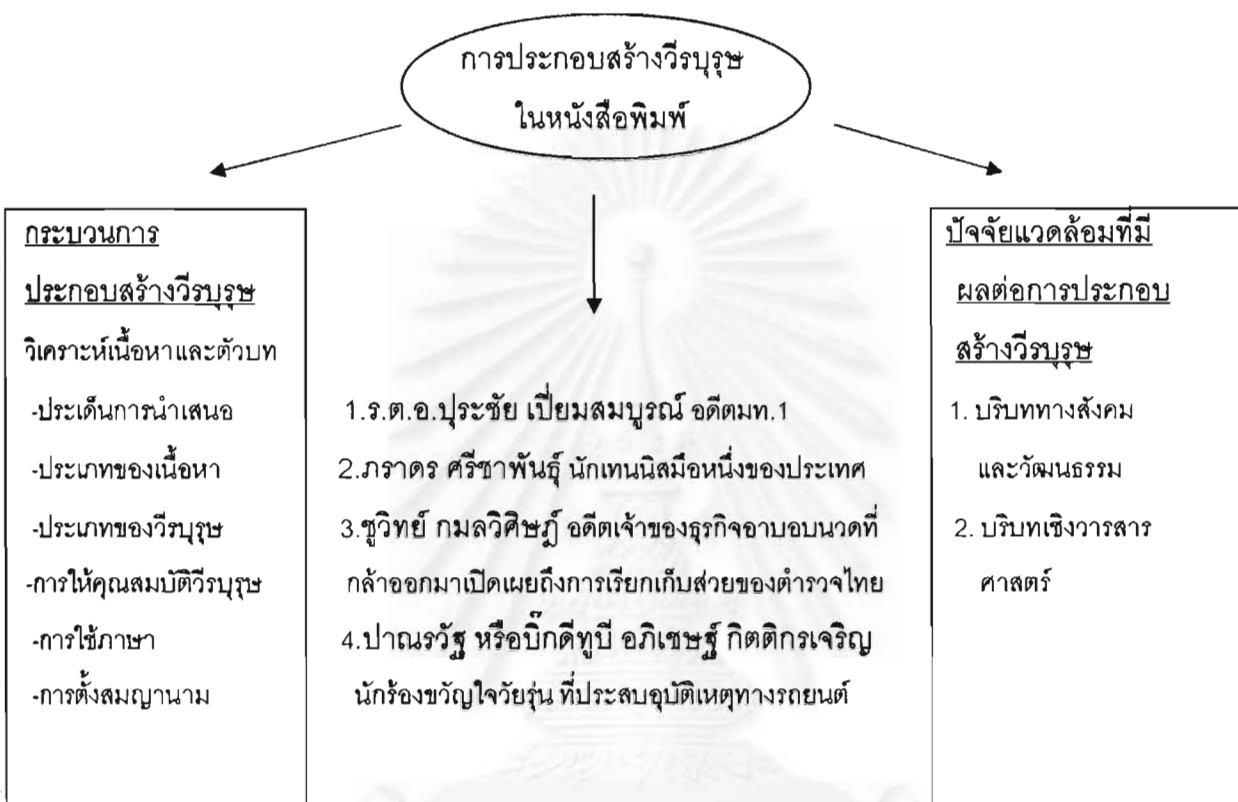 การประกอบสร้างวีรบุรุษ
ในหนังสือพิมพ์
กระบวนการ
ประกอบสร้างวีรบุรุษ
วิเคราะห์เนื้อหาและตัวบท
-ประเด็นการนำเสนอ
-ประเภทของเนื้อหา
-ประเภทของวีรบุรุษ
-การให้คุณสมบัติวีรบุรุษ
-การใช้ภาษา
-การตั้งสมญานาม
1.ร.ต.อ.ปุระชัย เปี่ยมสมบูรณ์ อดีตมท.1
2.ภราดร ศรีชาพันธุ์ นักเทนนิสมือหนึ่งของประเทศ
3.ชูวิทย์ กมลวิศิษฎ์ อดีตเจ้าของธุรกิจอาบอบนวดที่
กล้าออกมาเปิดเผยถึงการเรียกเก็บส่วยของตำรวจไทย
4.ปาณรวัฐ หรือบิ๊กดีทูบี อภิเชษฐ์ กิตติกรเจริญ
นักร้องขวัญใจวัยรุ่น ที่ประสบอุบัติเหตุทางรถยนต์
ปัจจัยแวดล้อมที่มี
ผลต่อการประกอบ
สร้างวีรบุรุษ
1. บริบททางสังคม
และวัฒนธรรม
2. บริบทเชิงวารสาร
ศาสตร์